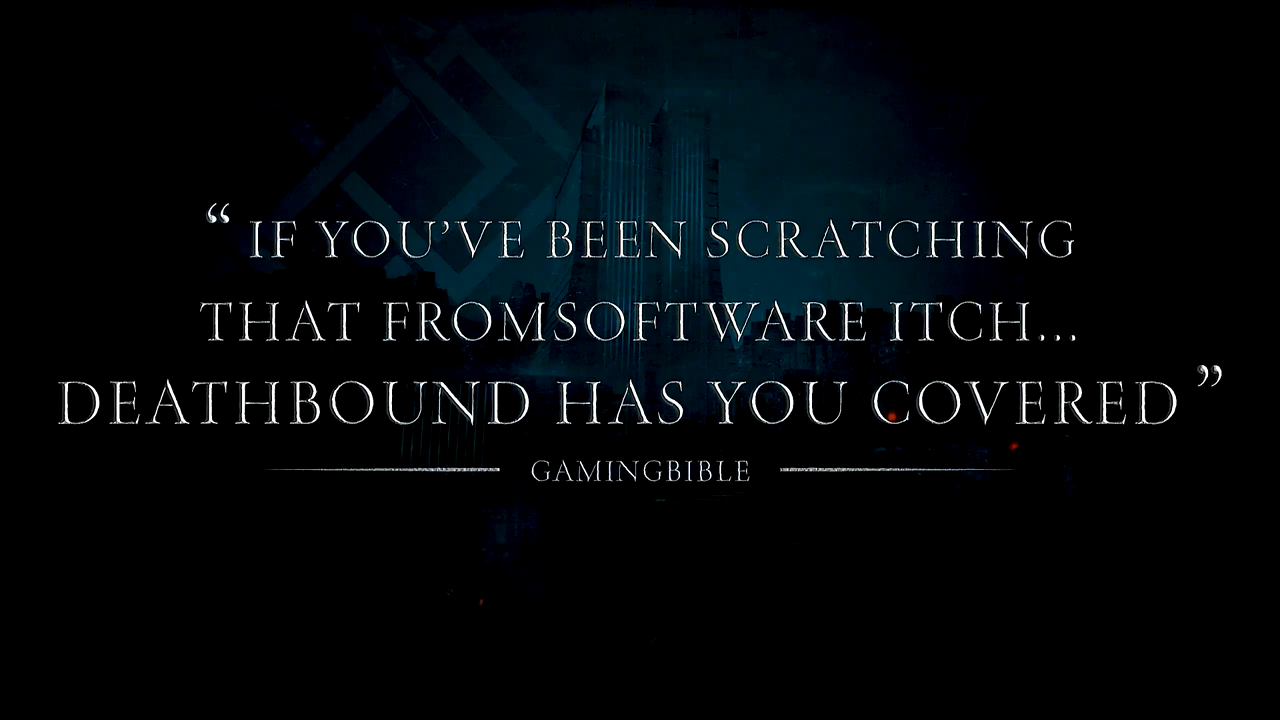 “ IF YOU’VE BEEN SCRATCHING
THAT FROMSOFTWARE ITCH...
DEATHBOUND HAS YOU COVERED ”
GAMINGBIBLE